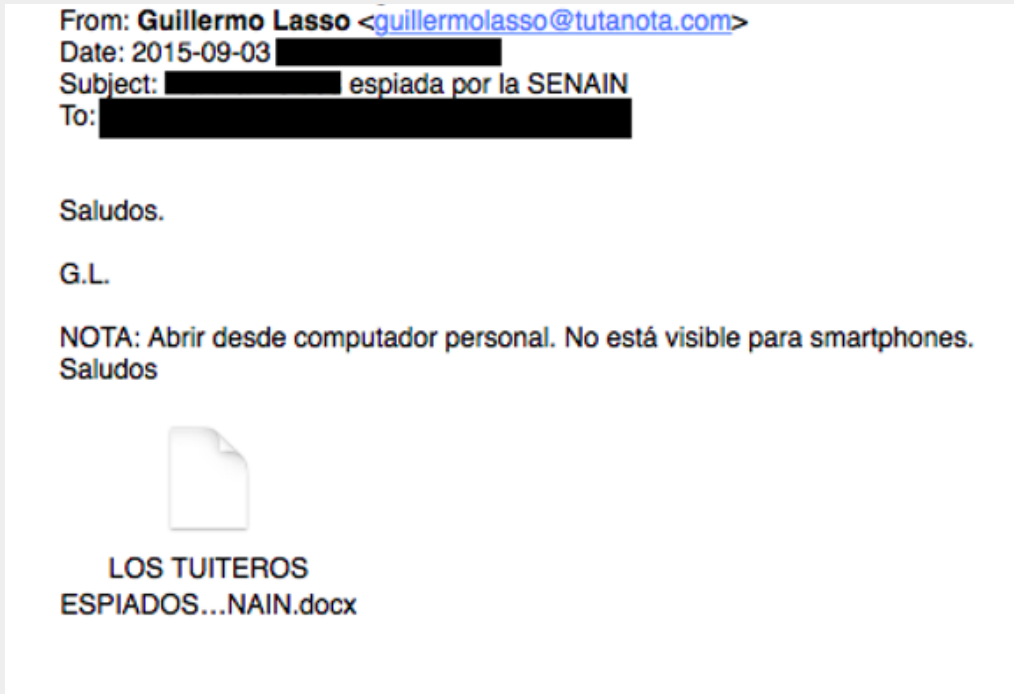 From: Guillermo Lasso <guillermolasso@tutanota.com>
Date: 2015-09-03
Subject: espiada por la SENAIN
To:
Saludos.
G.L.
NOTA: Abrir desde computador personal. No está visible para smartphones.
Saludos
LOS TUITEROS
ESPIADOS...NAIN.docx